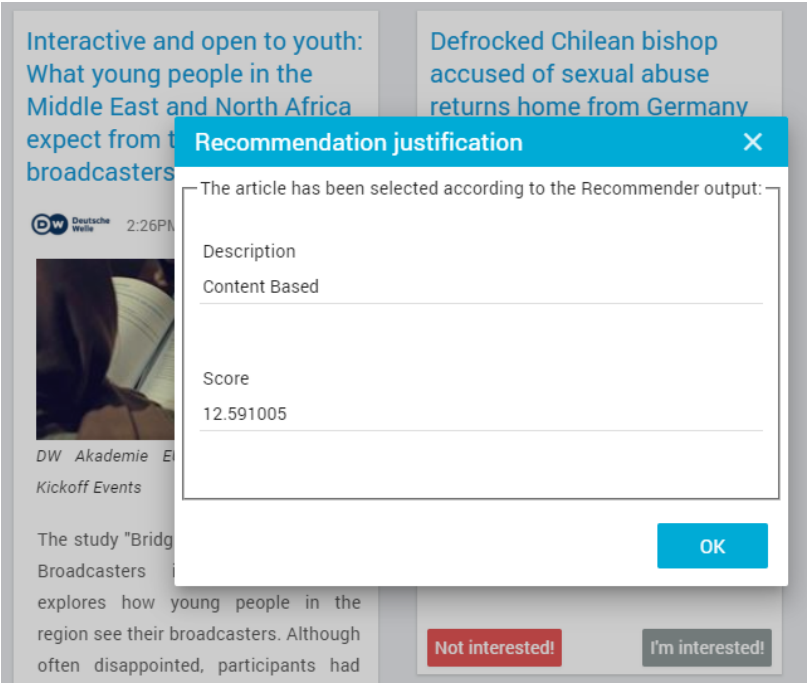 Interactive and open to youth:
What young people in the
Middle East and North Africa
expect from t
broadcasters
DW Deutsche Welle 2:26PM
DW Akademie
Kickoff Events
The study "Bridg
Broadcasters i
explores how young people in the
region see their broadcasters. Although
often disappointed, participants had
Defrocked Chilean bishop
accused of sexual abuse
returns home from Germany
Recommendation justification
The article has been selected according to the Recommender output:
Description
Content Based
Score
12.591005
OK
Not interested! I'm interested!